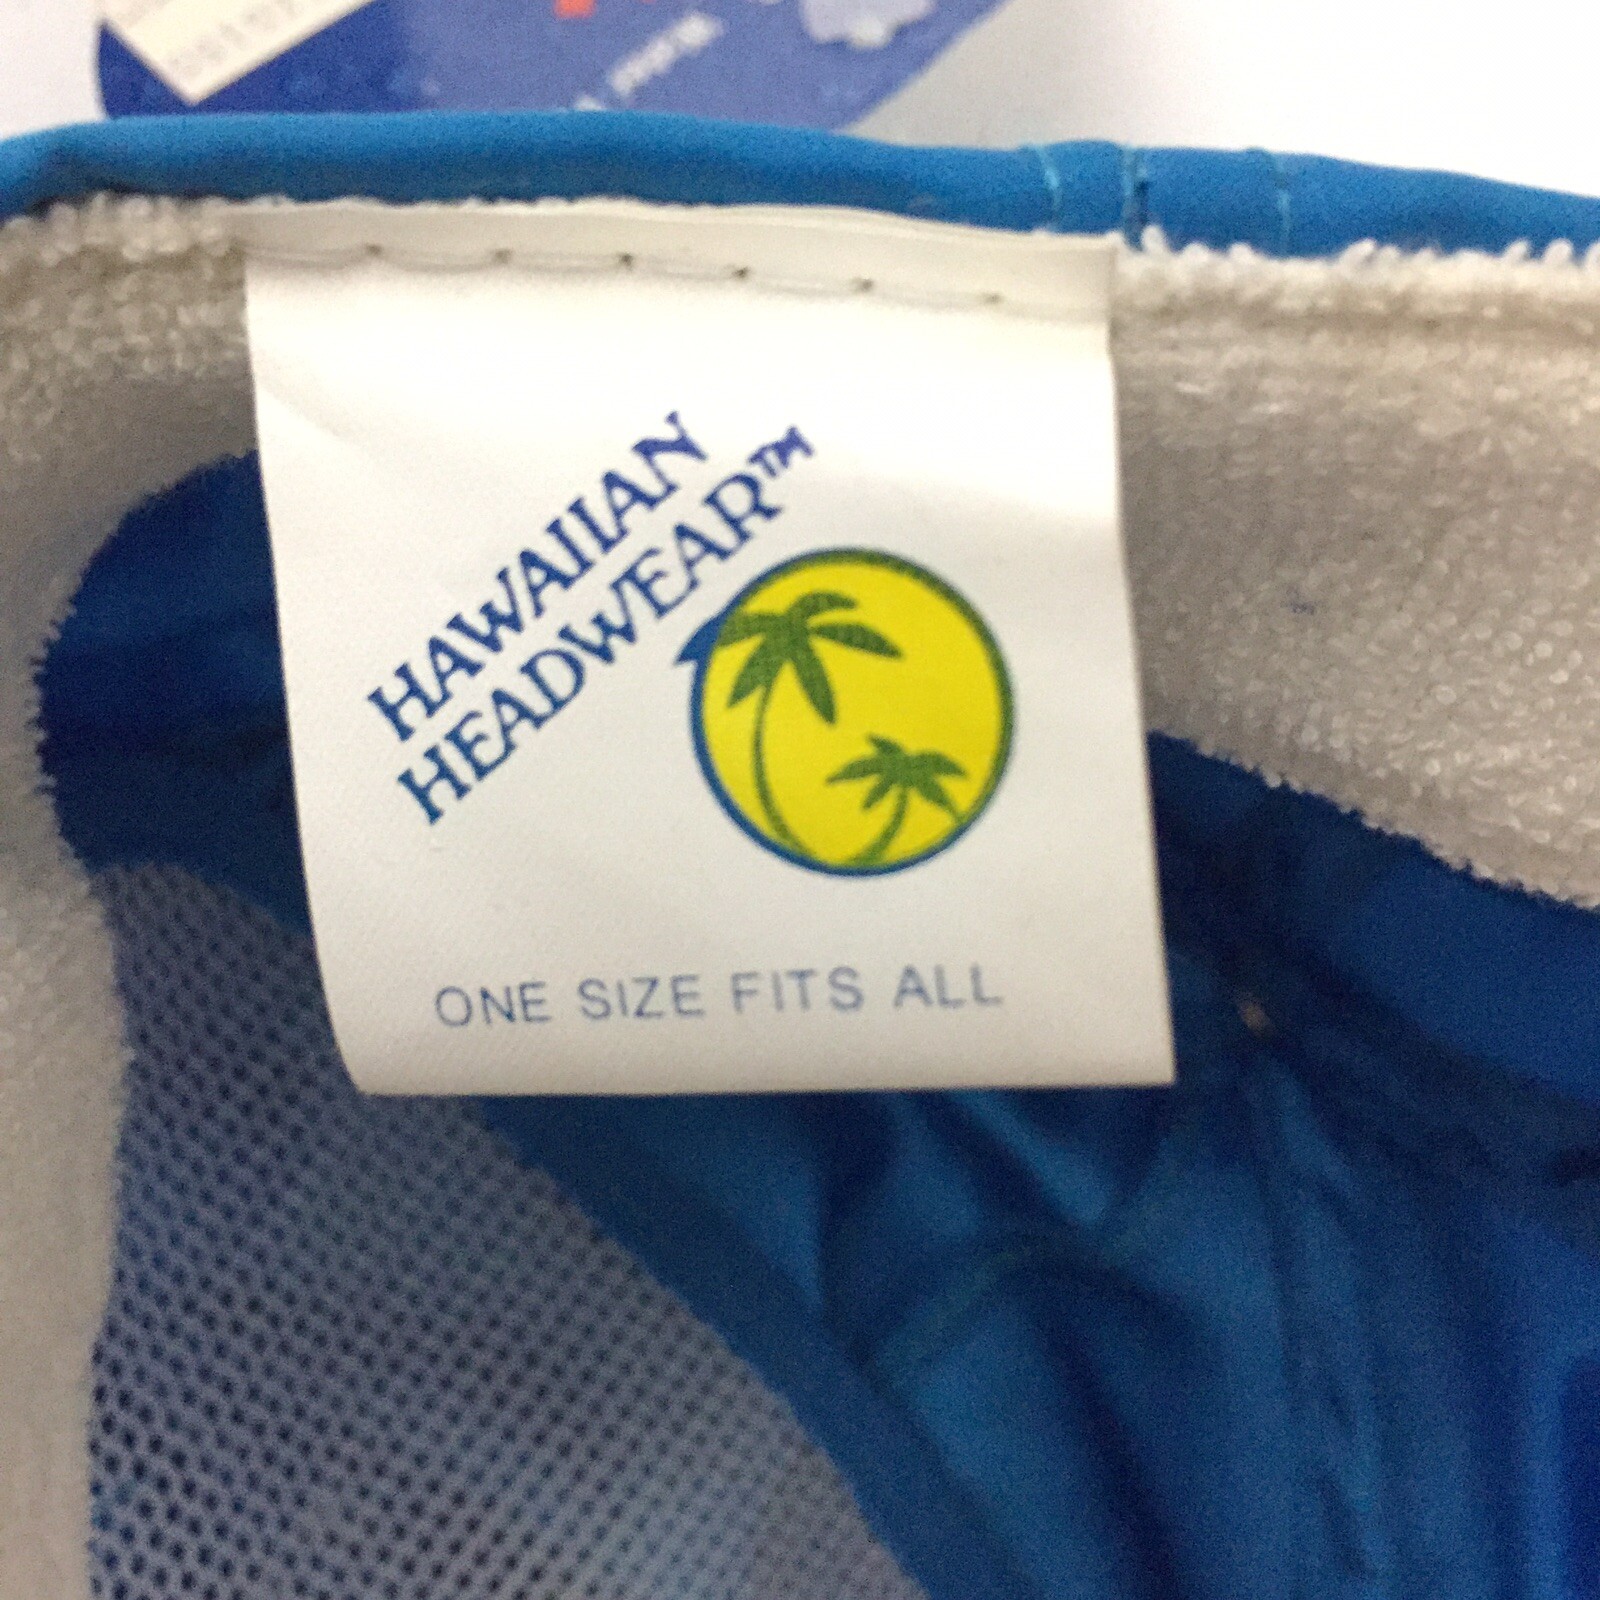 HAWAIIAN
HEADWEAR™
ONE SIZE FITS ALL